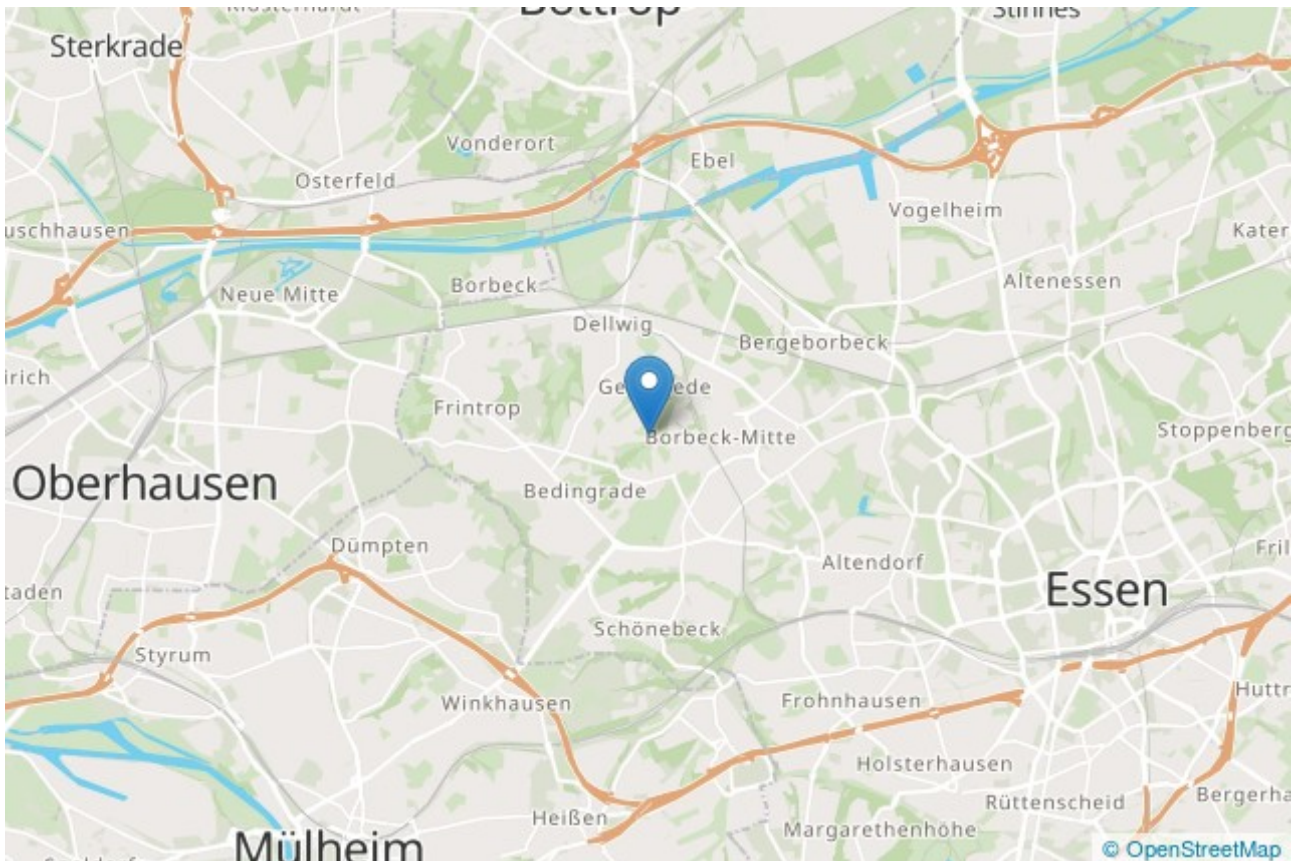 Klosterhardt
Bottrop
Stinnes
Sterkrade
Vonderort
Ebel
Osterfeld
Vogelheim
uschhausen
Kater
Altenessen
Borbeck
Neue Mitte
Dellwig
Bergeborbeck
irich
Frintrop
Borbeck-Mitte
Stoppenberg
Oberhausen
Bedingrade
Dümpten
Fril
Altendorf
taden
Essen
Schönebeck
Styrum
Huttr
Winkhausen
Frohnhausen
Holsterhausen
Bergerha
Rüttenscheid
Heißen
Margarethenhöhe
Mülheim
© OpenStreetMap